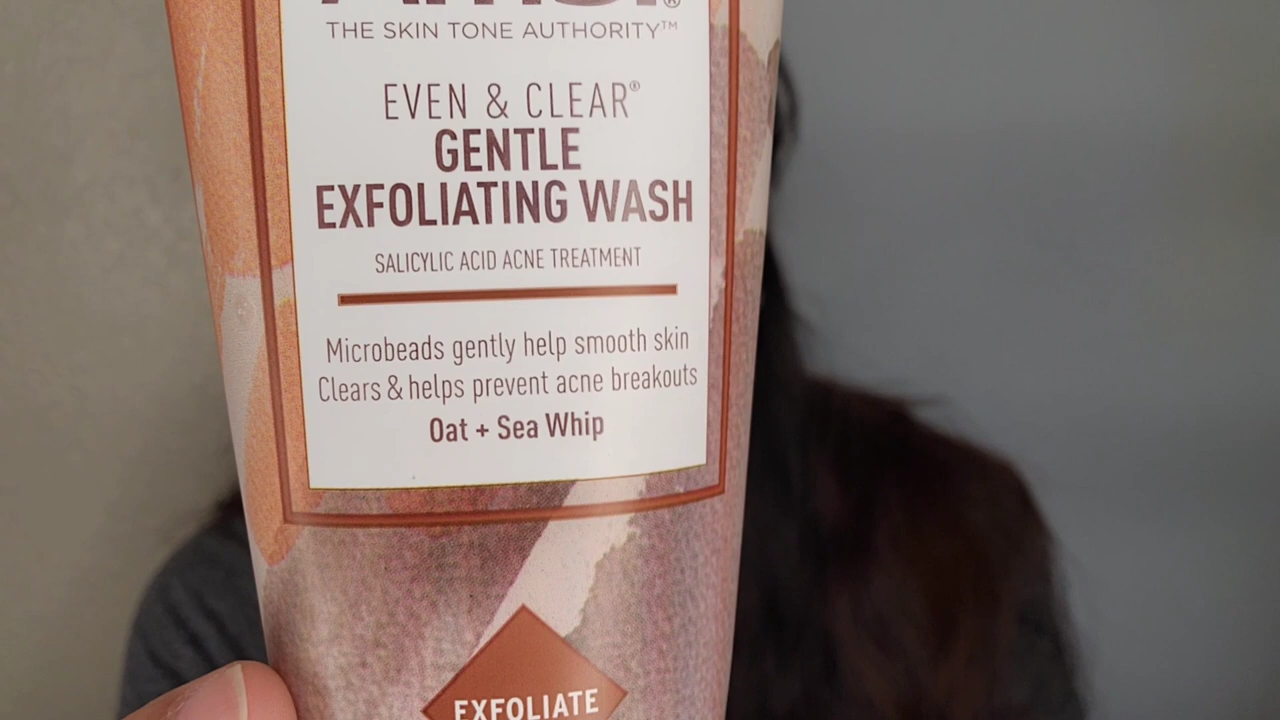 THE SKIN TONE AUTHORITY™
EVEN & CLEAR®
GENTLE
EXFOLIATING WASH
SALICYLIC ACID ACNE TREATMENT
Microbeads gently help smooth skin
Clears & helps prevent acne breakouts
Oat + Sea Whip
EXFOLIATE